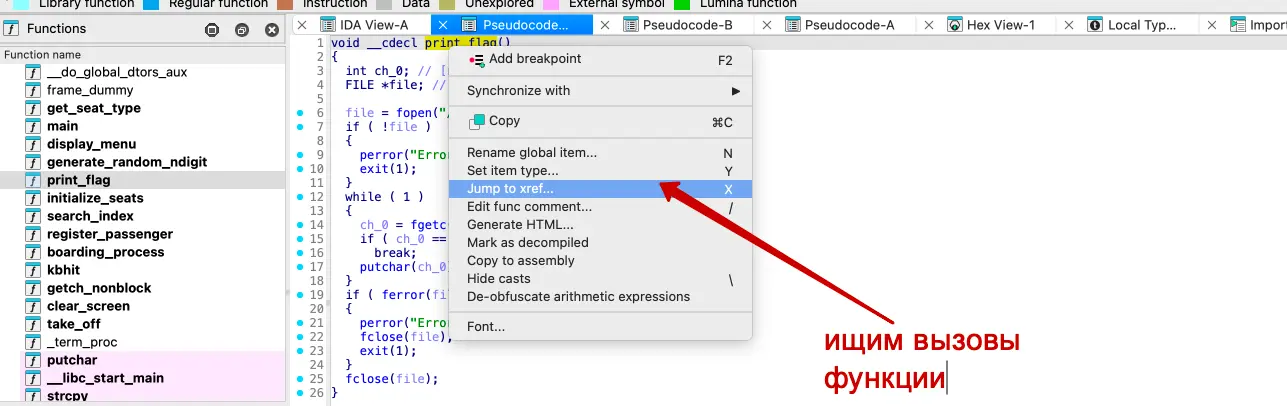 Library function Regular function Instruction Data Unexplored External symbol Lumina function
Functions
Function name
__do_global_dtors_aux
frame_dummy
get_seat_type
main
display_menu
generate_random_ndigit
print_flag
initialize_seats
search_index
register_passenger
boarding_process
kbhit
getch_nonblock
clear_screen
take_off
_term_proc
putchar
__libc_start_main
strcpy
IDA View-A Pseudocode... Pseudocode-B Pseudocode-A Hex View-1 Local Typ... Import
1 void __cdecl print_flag()
2 {
3 int ch_0; // [
4 FILE *file; //
5
6 file = fopen("/
7 if ( !file )
8 {
9 perror("Error
10 exit(1);
11 }
12 while ( 1 )
13 {
14 ch_0 = fgetc(
15 if ( ch_0 ==
16 break;
17 putchar(ch_0)
18 }
19 if ( ferror(fi
20 {
21 perror("Error
22 fclose(file);
23 exit(1);
24 }
25 fclose(file);
26 }
Add breakpoint F2
Synchronize with
Copy ⌘C
Rename global item... N
Set item type... Y
Jump to xref... X
Edit func comment... /
Generate HTML...
Mark as decompiled
Copy to assembly
Hide casts \
De-obfuscate arithmetic expressions
Font...
ищим вызовы
функции